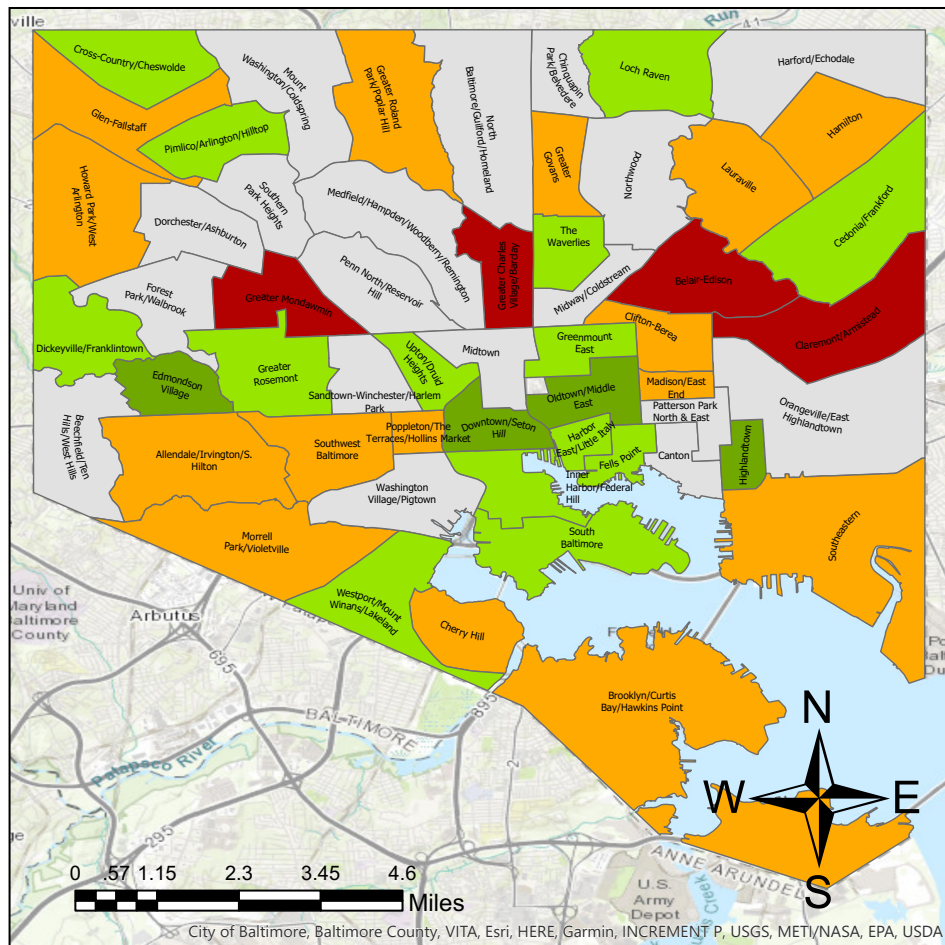 ville
Run
Cross-Country/Cheswolde
Mount
Washington/Coldspring
Greater Roland
Park/Poplar Hill
North
Baltimore/Guilford/Homeland
Chinquapin
Park/Belvedere
Loch Raven
Harford/Echodale
Glen-Fallstaff
Pimlico/Arlington/Hilltop
Greater
Govans
Northwood
Lauraville
Hamilton
Howard Park/West
Arlington
Dorchester/Ashburton
Southern
Park Heights
Medfield/Hampden/Woodberry/Remington
The
Waverlies
Cedonia/Frankford
Forest
Park/Walbrook
Greater Mondawmin
Penn North/Reservoir
Hill
Greater Charles
Village/Barclay
Midway/Coldstream
Belair-Edison
Claremont/Armistead
Dickeyville/Franklintown
Edmondson
Village
Greater
Rosemont
Upton/Druid
Heights
Midtown
Greenmount
East
Clifton-Berea
Sandtown-Winchester/Harlem
Park
Oldtown/Middle
East
Madison/East
End
Patterson Park
North & East
Orangeville/East
Highlandtown
Beechfield/Ten
Hills/West Hills
Allendale/Irvington/S.
Hilton
Southwest
Baltimore
Poppleton/The
Terraces/Hollins Market
Downtown/Seton
Hill
Harbor
East/Little Italy
Fells Point
Canton
Highlandtown
Washington
Village/Pigtown
Inner
Harbor/Federal
Hill
South
Baltimore
Southeastern
Morrell
Park/Violetville
Westport/Mount
Winans/Lakeland
Cherry Hill
Brooklyn/Curtis
Bay/Hawkins Point
Univ of
Maryland
Baltimore
County
Arbutus
695
BALTIMORE
895
2
Patapsco River
295
ANNE ARUNDEL
U.S.
Army
Depot
Creek
N
W
E
S
0 .57 1.15 2.3 3.45 4.6
Miles
City of Baltimore, Baltimore County, VITA, Esri, HERE, Garmin, INCREMENT P, USGS, METI/NASA, EPA, USDA